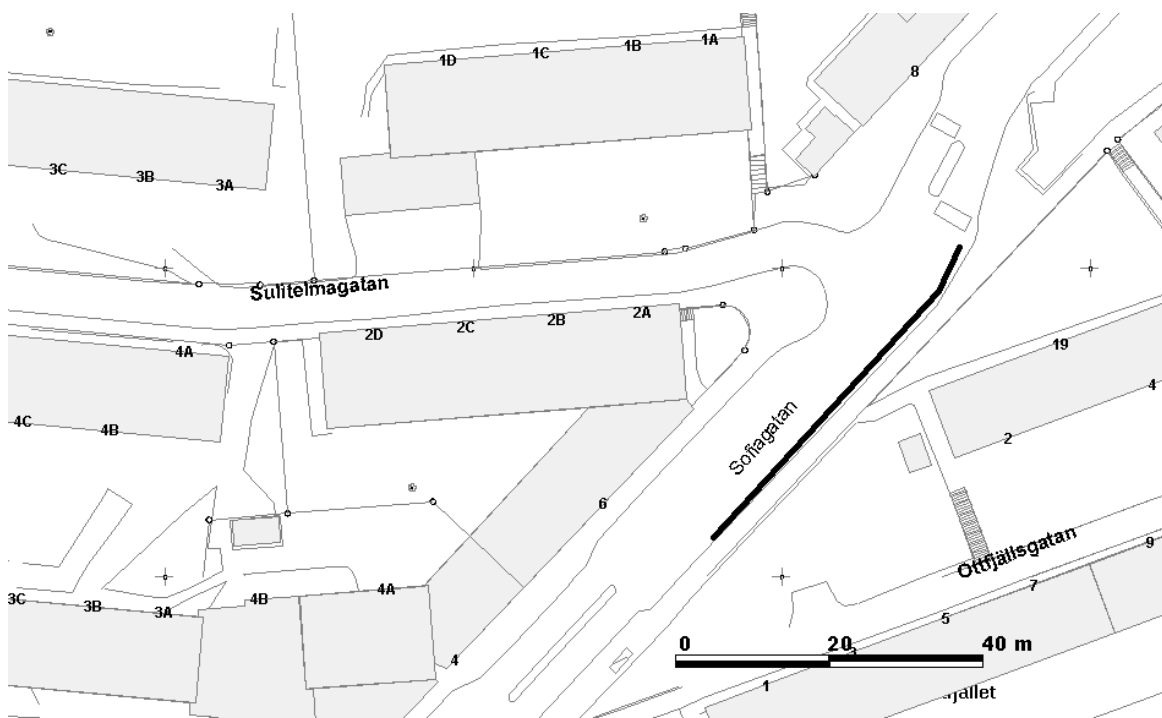 1D
1C
1B
1A
8
3C
3B
3A
Sulitelmagatan
2D
2C
2B
2A
4A
4C
4B
19
4
2
Sofiagatan
6
Ottfjällsgatan
9
7
3C
3B
3A
4B
4A
5
0
20
40 m
3
4
1
fjället